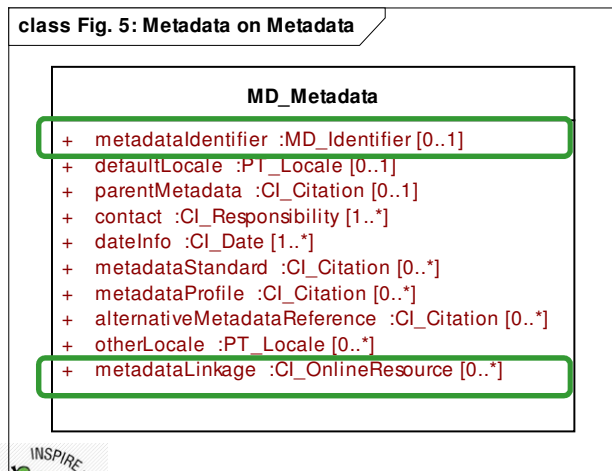 class Fig. 5: Metadata on Metadata
MD_Metadata
+ metadataIdentifier :MD_Identifier [0..1]
+ defaultLocale :PT_Locale [0..1]
+ parentMetadata :CI_Citation [0..1]
+ contact :CI_Responsibility [1..*]
+ dateInfo :CI_Date [1..*]
+ metadataStandard :CI_Citation [0..*]
+ metadataProfile :CI_Citation [0..*]
+ alternativeMetadataReference :CI_Citation [0..*]
+ otherLocale :PT_Locale [0..*]
+ metadataLinkage :CI_OnlineResource [0..*]
INSPIRE